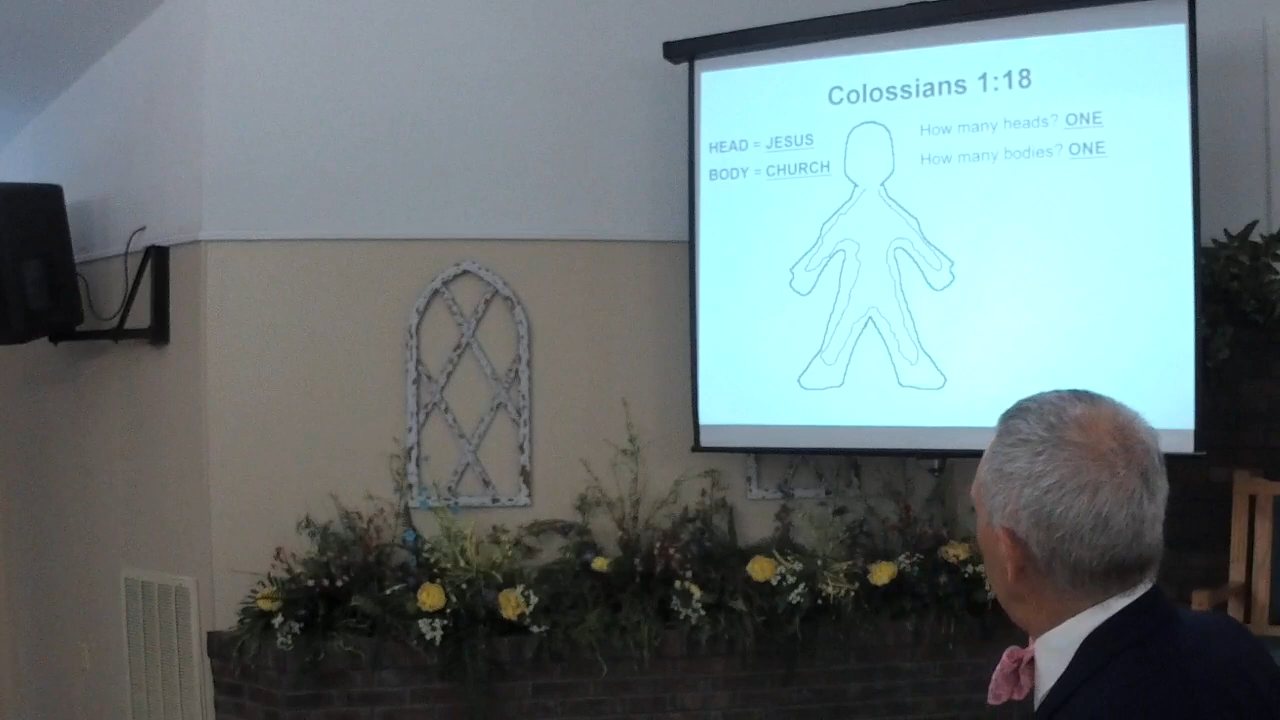 Colossians 1:18
HEAD = JESUS
BODY = CHURCH
How many heads? ONE
How many bodies? ONE